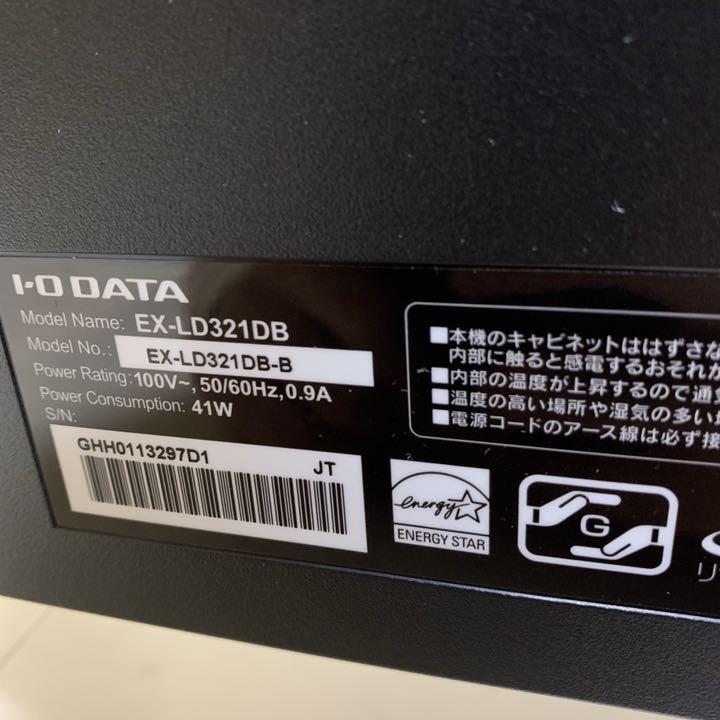 I-O DATA
Model Name: EX-LD321DB
Model No.: EX-LD321DB-B
Power Rating: 100V~, 50/60Hz, 0.9A
Power Consumption: 41W
S/N:
GHH0113297D1 JT
energy
ENERGY STAR
G
■本機のキャビネットははずさな
内部に触ると感電するおそれが
■内部の温度が上昇するので通気
■温度の高い場所や湿気の多い
■電源コードのアース線は必ず接
リ